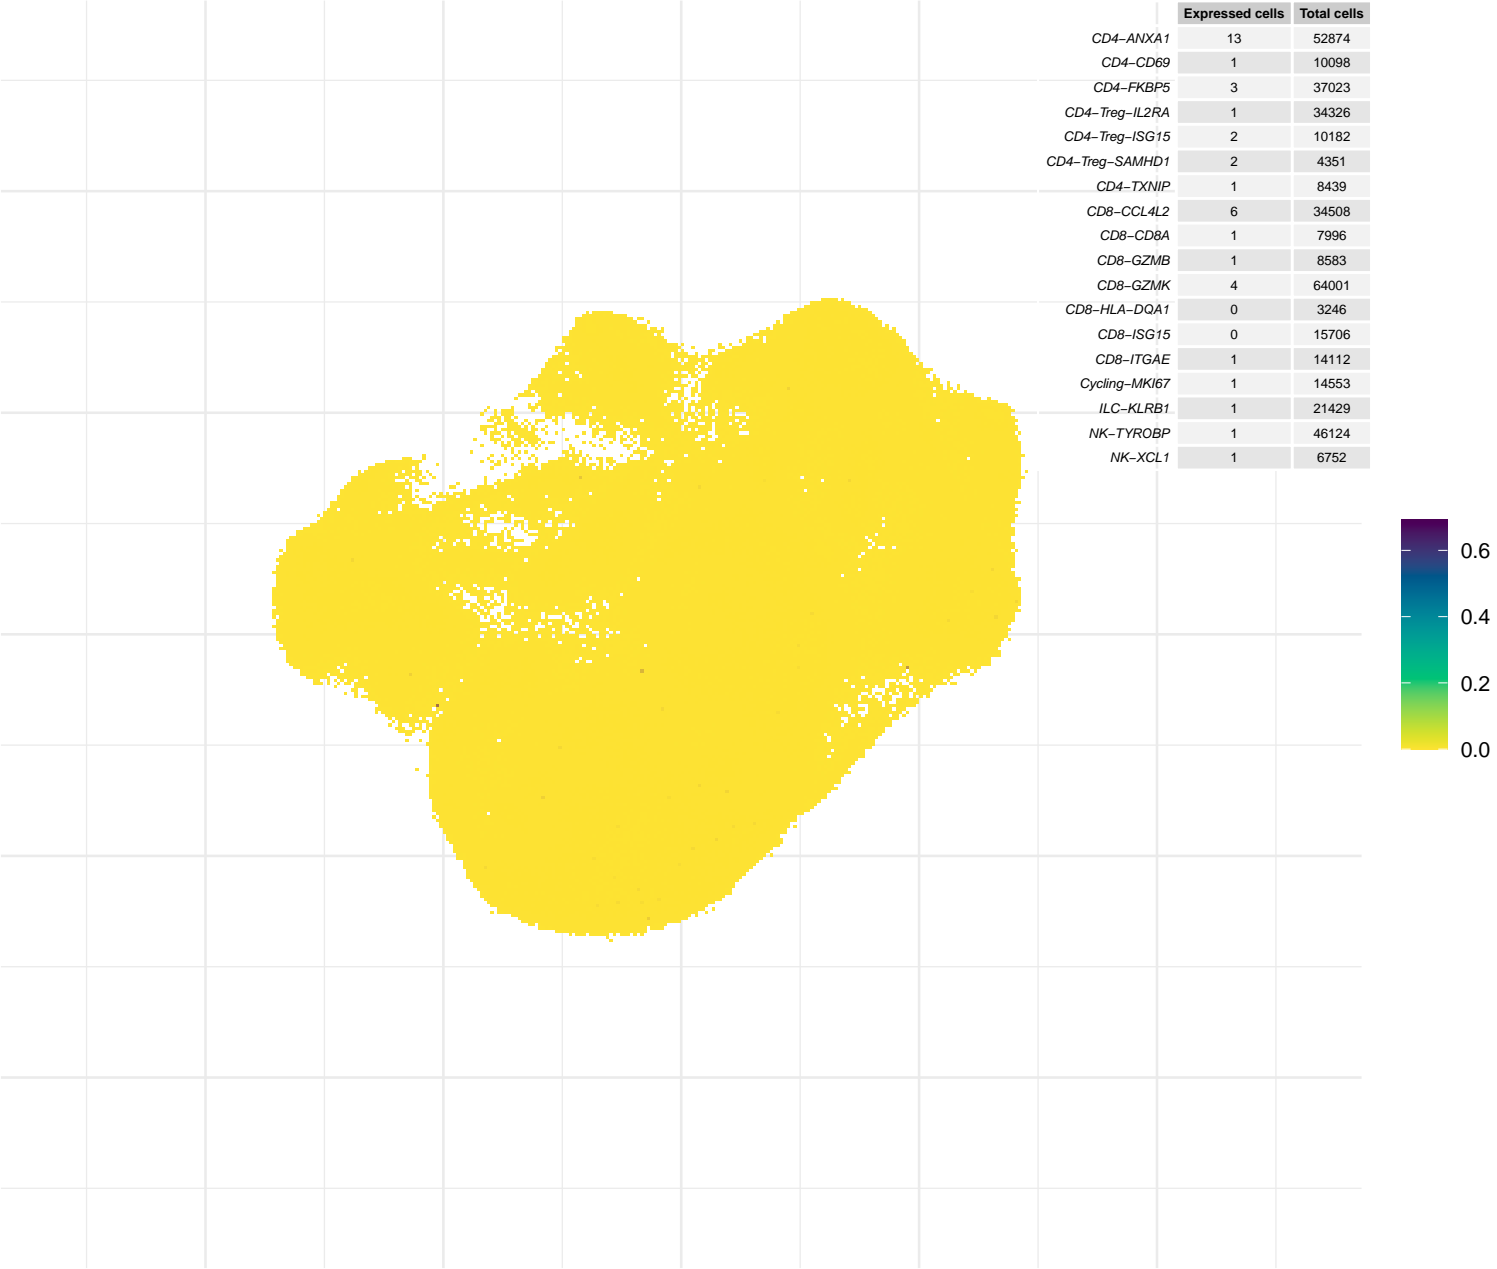 Expressed cells Total cells
CD4−ANXA1 13 52874
CD4−CD69 1 10098
CD4−FKBP5 3 37023
CD4−Treg−IL2RA 1 34326
CD4−Treg−ISG15 2 10182
CD4−Treg−SAMHD1 2 4351
CD4−TXNIP 1 8439
CD8−CCL4L2 6 34508
CD8−CD8A 1 7996
CD8−GZMB 1 8583
CD8−GZMK 4 64001
CD8−HLA−DQA1 0 3246
CD8−ISG15 0 15706
CD8−ITGAE 1 14112
Cycling−MKI67 1 14553
ILC−KLRB1 1 21429
NK−TYROBP 1 46124
NK−XCL1 1 6752
0.6
0.4
0.2
0.0